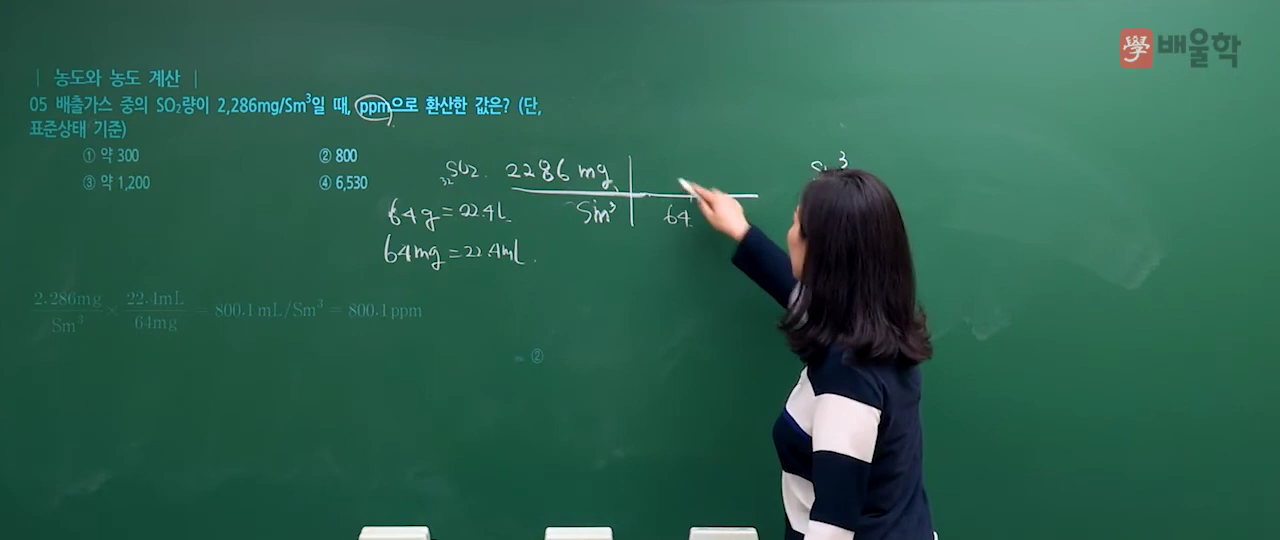 學 배울학
| 농도와 농도 계산 |
05 배출가스 중의 SO₂량이 2,286mg/Sm³일 때, ppm으로 환산한 값은? (단,
표준상태 기준)
① 약 300 ② 800
③ 약 1,200 ④ 6,530
32 SO2. 2286 mg
Sm³ 64
64g = 22.4L
64mg = 22.4mL.
2,286mg/Sm³ × 22.4mL/64mg = 800.1mL/Sm³ = 800.1ppm
②